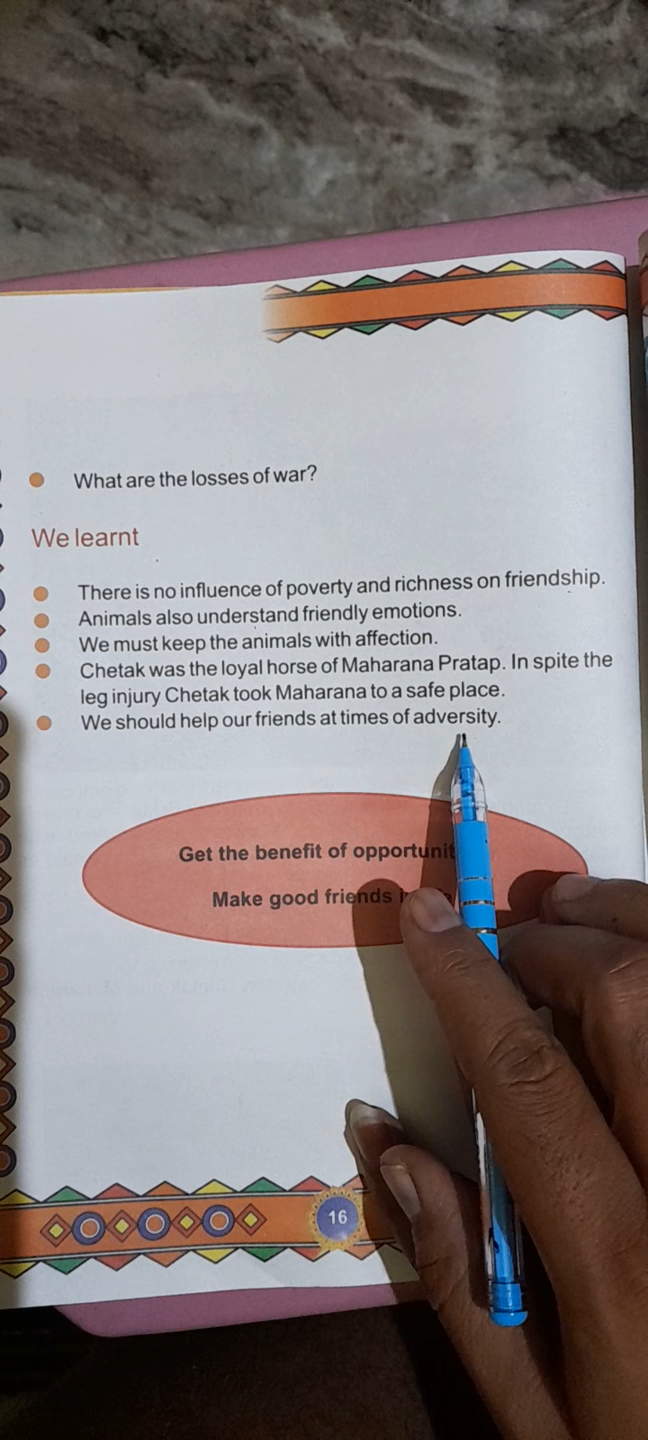 What are the losses of war?
We learnt
There is no influence of poverty and richness on friendship.
Animals also understand friendly emotions.
We must keep the animals with affection.
Chetak was the loyal horse of Maharana Pratap. In spite the
leg injury Chetak took Maharana to a safe place.
We should help our friends at times of adversity.
Get the benefit of
Make good friends
16